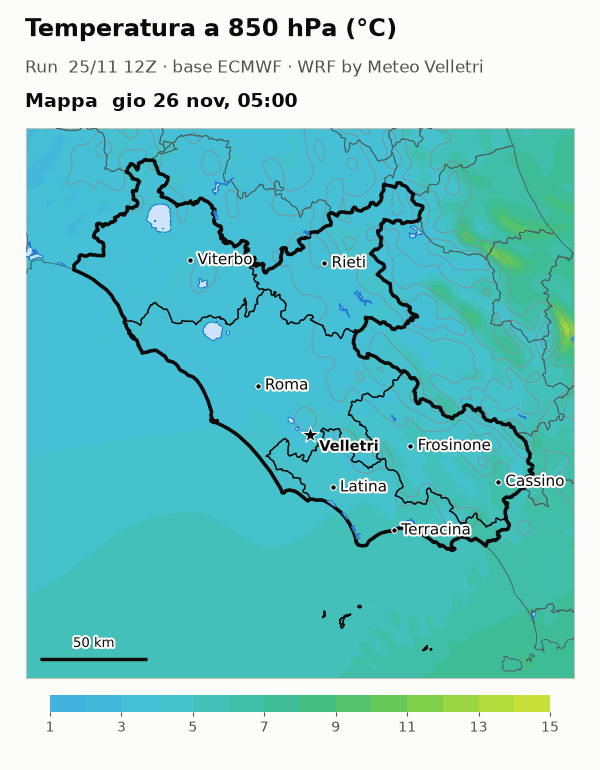 Temperatura a 850 hPa (°C)
Run  25/11 12Z · base ECMWF · WRF by Meteo Velletri
Mappa  gio 26 nov, 05:00
Viterbo
Rieti
Roma
Velletri
Frosinone
Cassino
Latina
Terracina
50 km
1 3 5 7 9 11 13 15